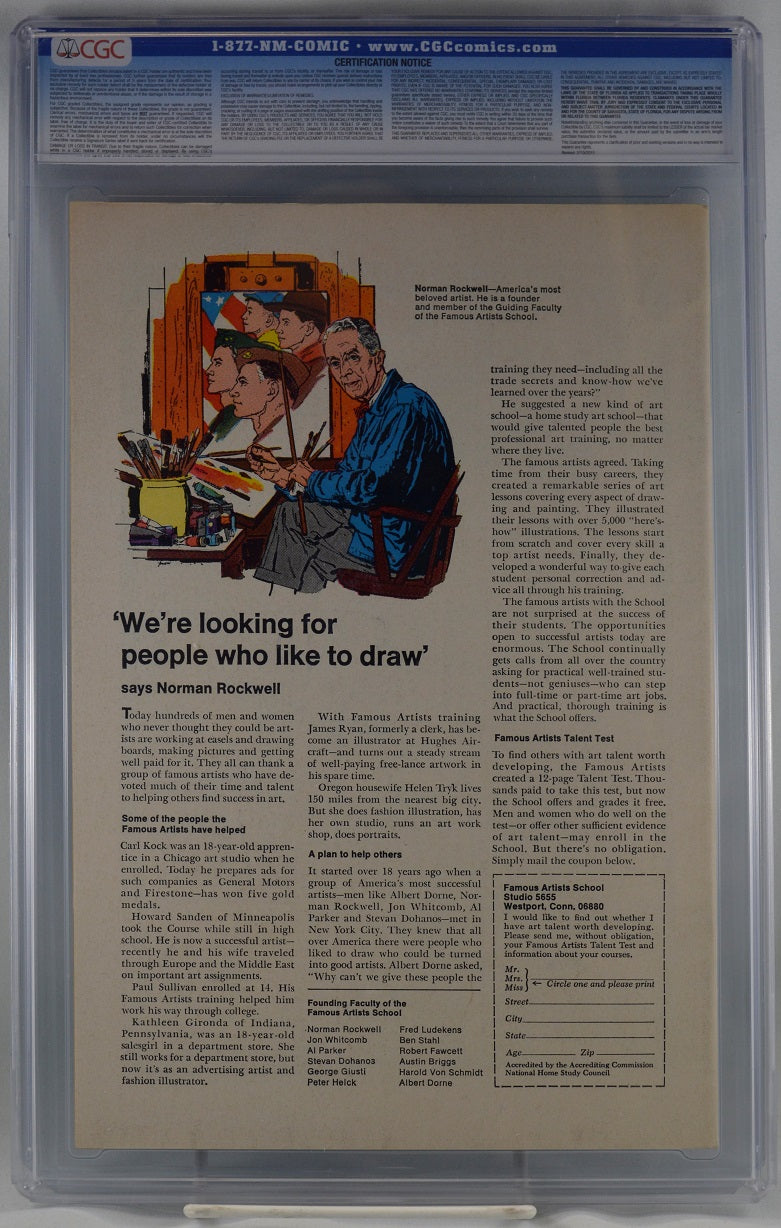 CGC
1-877-NM-COMIC • www.CGCcomics.com
CERTIFICATION NOTICE
Norman Rockwell—America's most
beloved artist. He is a founder
and member of the Guiding Faculty
of the Famous Artists School.
'We're looking for
people who like to draw'
says Norman Rockwell
Today hundreds of men and women
who never thought they could be art-
ists are working at easels and drawing
boards, making pictures and getting
well paid for it. They all can thank a
group of famous artists who have de-
voted much of their time and talent
to helping others find success in art.
Some of the people the
Famous Artists have helped
Carl Kock was an 18-year-old appren-
tice in a Chicago art studio when he
enrolled. Today he prepares ads for
such companies as General Motors
and Firestone—has won five gold
medals.
Howard Sanden of Minneapolis
took the Course while still in high
school. He is now a successful artist—
recently he and his wife traveled
through Europe and the Middle East
on important art assignments.
Paul Sullivan enrolled at 14. His
Famous Artists training helped him
work his way through college.
Kathleen Gironda of Indiana,
Pennsylvania, was an 18-year-old
salesgirl in a department store. She
still works for a department store, but
now it's as an advertising artist and
fashion illustrator.
With Famous Artists training
James Ryan, formerly a clerk, has be-
come an illustrator at Hughes Air-
craft—and turns out a steady stream
of well-paying free-lance artwork in
his spare time.
Oregon housewife Helen Tryk lives
150 miles from the nearest big city.
But she does fashion illustration, has
her own studio, runs an art work
shop, does portraits.
A plan to help others
It started over 18 years ago when a
group of America's most successful
artists—men like Albert Dorne, Nor-
man Rockwell, Jon Whitcomb, Al
Parker and Stevan Dohanos—met in
New York City. They knew that all
over America there were people who
liked to draw who could be turned
into good artists. Albert Dorne asked,
"Why can't we give these people the
Founding Faculty of the
Famous Artists School
Norman Rockwell
Jon Whitcomb
Al Parker
Stevan Dohanos
George Giusti
Peter Helck
Fred Ludekens
Ben Stahl
Robert Fawcett
Austin Briggs
Harold Von Schmidt
Albert Dorne
training they need—including all the
trade secrets and know-how we've
learned over the years?"
He suggested a new kind of art
school—a home study art school—that
would give talented people the best
professional art training, no matter
where they live.
The famous artists agreed. Taking
time from their busy careers, they
created a remarkable series of art
lessons covering every aspect of draw-
ing and painting. They illustrated
their lessons with over 5,000 "here's-
how" illustrations. The lessons start
from scratch and cover every skill a
top artist needs. Finally, they de-
veloped a wonderful way to give each
student personal correction and ad-
vice all through his training.
The famous artists with the School
are not surprised at the success of
their students. The opportunities
open to successful artists today are
enormous. The School continually
gets calls from all over the country
asking for practical well-trained stu-
dents—not geniuses—who can step
into full-time or part-time art jobs.
And practical, thorough training is
what the School offers.
Famous Artists Talent Test
To find others with art talent worth
developing, the Famous Artists
created a 12-page Talent Test. Thou-
sands paid to take this test, but now
the School offers and grades it free.
Men and women who do well on the
test—or offer other sufficient evidence
of art talent—may enroll in the
School. But there's no obligation.
Simply mail the coupon below.
Famous Artists School
Studio 5655
Westport, Conn. 06880
I would like to find out whether I
have art talent worth developing.
Please send me, without obligation,
your Famous Artists Talent Test and
information about your courses.
Mr.
Mrs.
Miss
← Circle one and please print
Street
City
State
Age Zip
Accredited by the Accrediting Commission
National Home Study Council